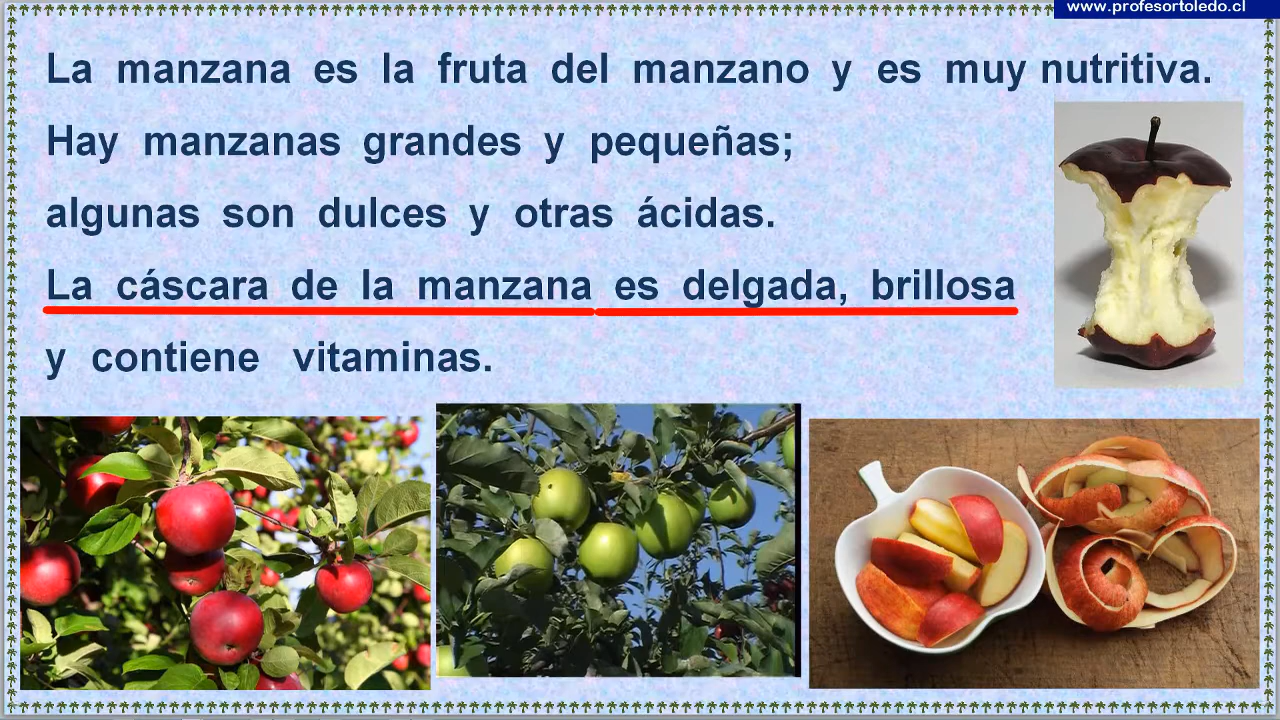 www.profesortoledo.cl
La manzana es la fruta del manzano y es muy nutritiva.
Hay manzanas grandes y pequeñas;
algunas son dulces y otras ácidas.
La cáscara de la manzana es delgada, brillosa
y contiene vitaminas.